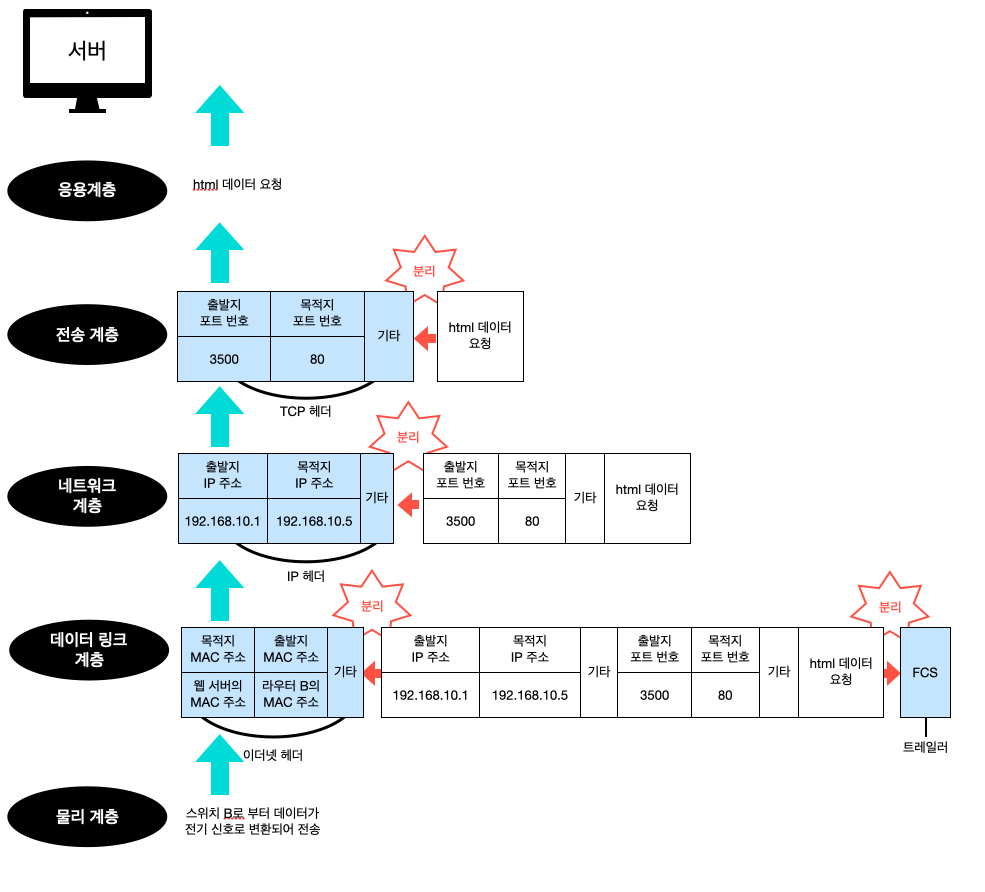 서버
응용계층
html 데이터 요청
분리
전송 계층
출발지
포트 번호
목적지
포트 번호
기타
3500
80
html 데이터
요청
TCP 헤더
분리
네트워크
계층
출발지
IP 주소
목적지
IP 주소
기타
192.168.10.1
192.168.10.5
출발지
포트 번호
목적지
포트 번호
기타
html 데이터
요청
3500
80
IP 헤더
분리
분리
데이터 링크
계층
목적지
MAC 주소
출발지
MAC 주소
기타
웹 서버의
MAC 주소
라우터 B의
MAC 주소
출발지
IP 주소
목적지
IP 주소
기타
출발지
포트 번호
목적지
포트 번호
기타
html 데이터
요청
192.168.10.1
192.168.10.5
3500
80
FCS
이더넷 헤더
트레일러
물리 계층
스위치 B로 부터 데이터가
전기 신호로 변환되어 전송